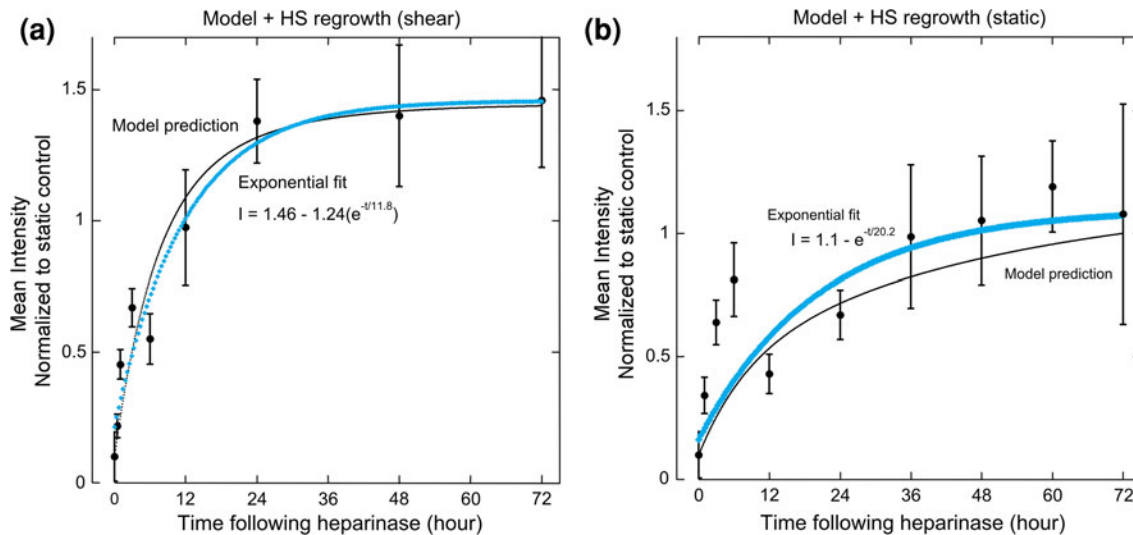 Model + HS regrowth (shear)
(a)
1.5
1
0.5
0
Mean Intensity
Normalized to static control
Model prediction
Exponential fit
I = 1.46 - 1.24(e^-t/11.8)
0 12 24 36 48 60 72
Time following heparinase (hour)
Model + HS regrowth (static)
(b)
1.5
1
0.5
0
Mean Intensity
Normalized to static control
Exponential fit
I = 1.1 - e^-t/20.2
Model prediction
0 12 24 36 48 60 72
Time following heparinase (hour)